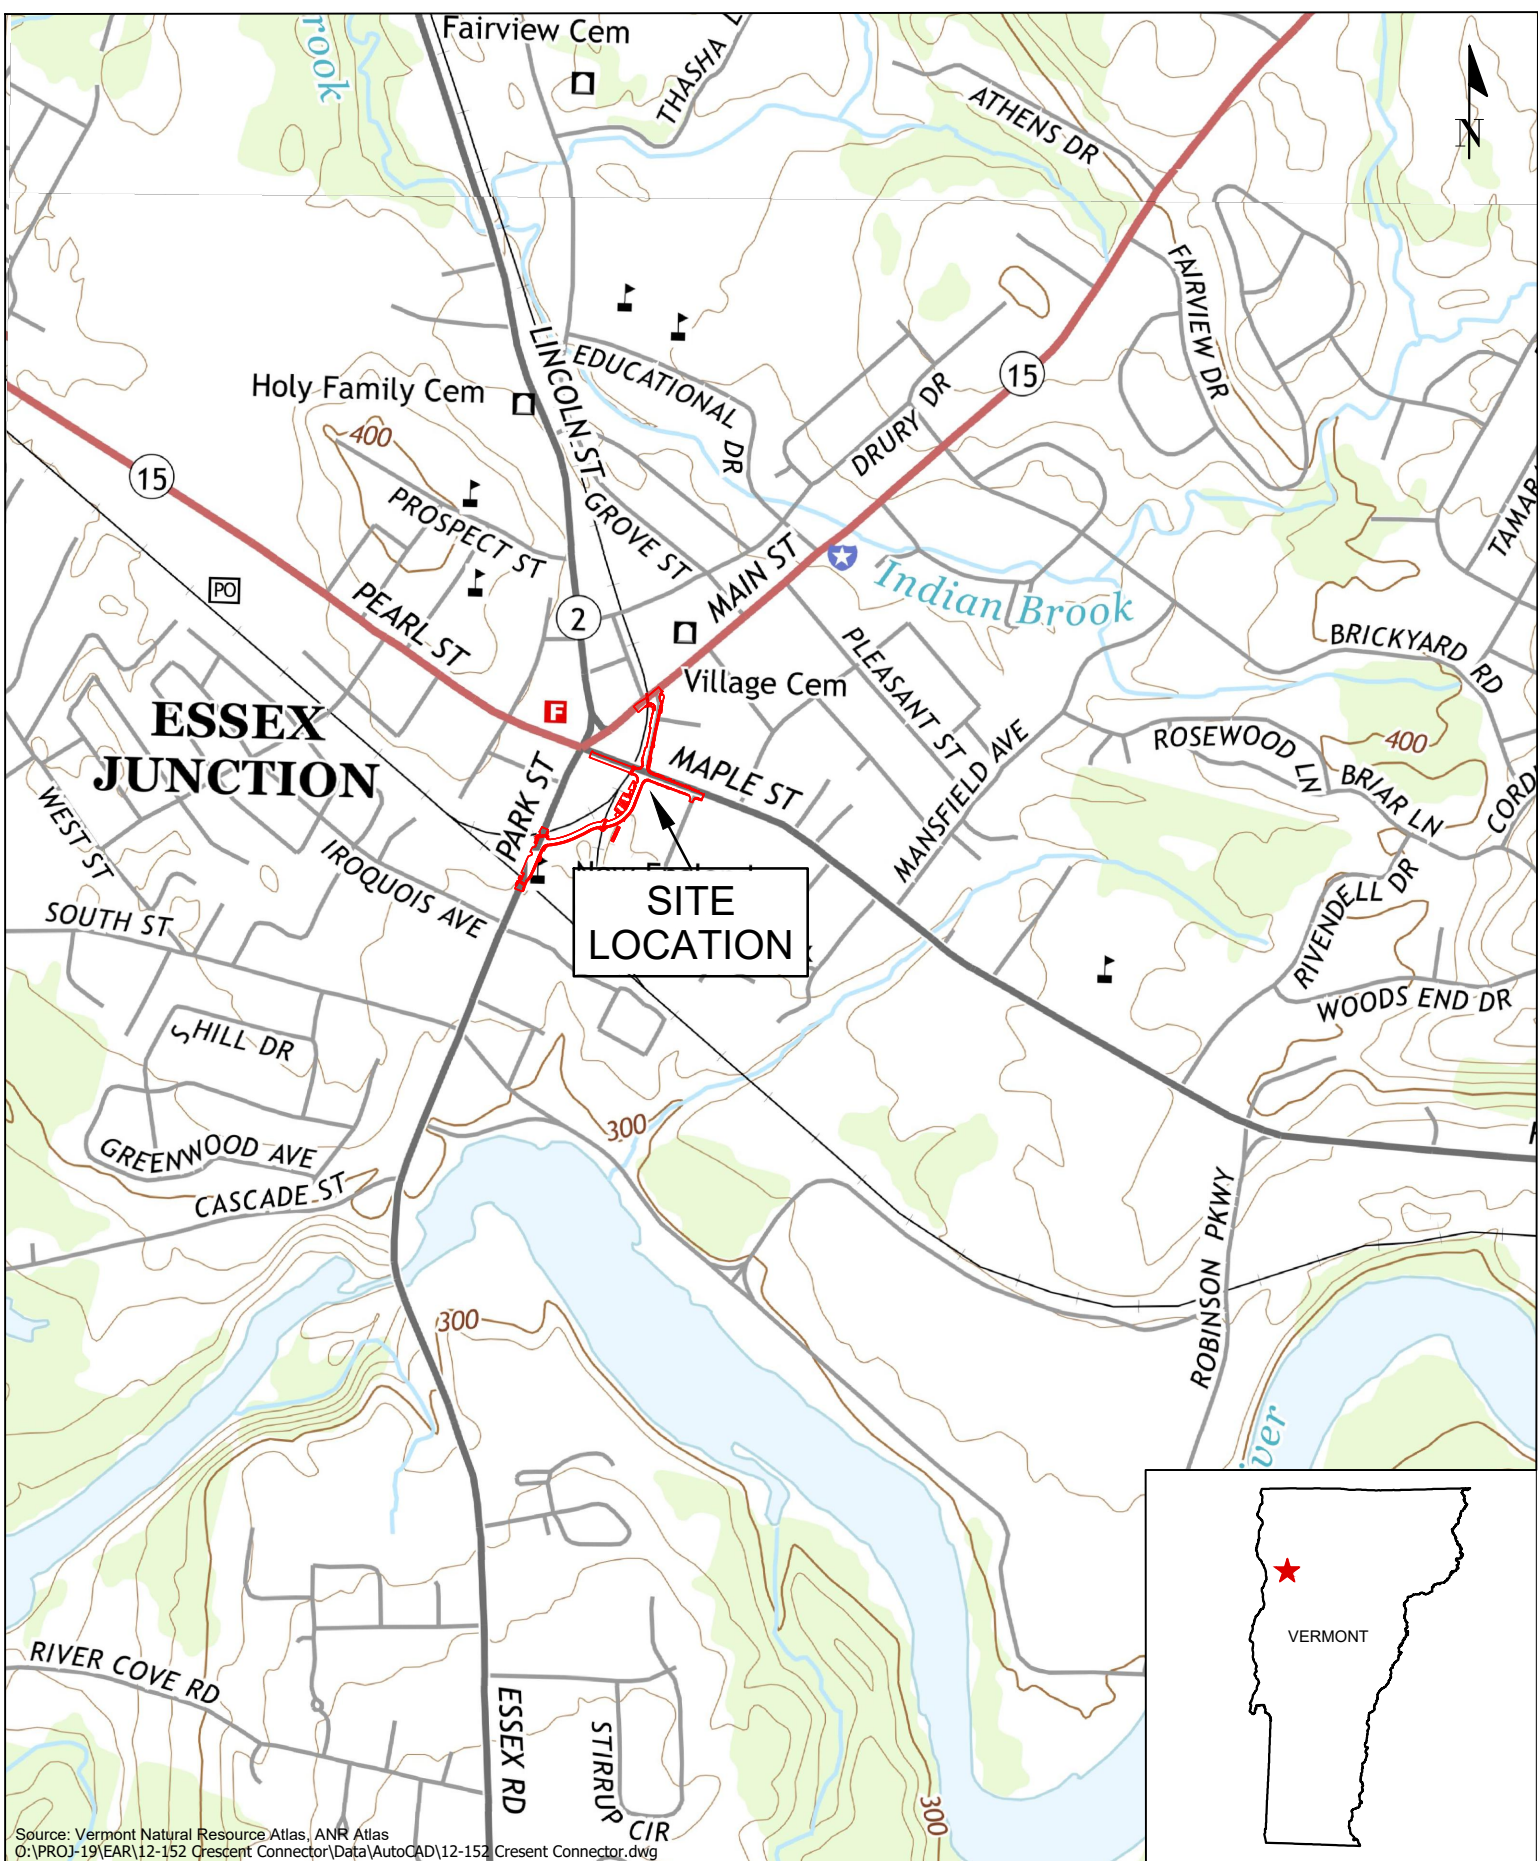 Fairview Cem
THASHA
rook
ATHENS DR
N
FAIRVIEW DR
LINCOLN ST
EDUCATIONAL DR
15
Holy Family Cem
400
DRURY DR
15
PROSPECT ST
GROVE ST
TAMAR
PO
2
MAIN ST
Indian Brook
PEARL ST
BRICKYARD RD
PLEASANT ST
Village Cem
F
ESSEX
JUNCTION
MAPLE ST
MANSFIELD AVE
ROSEWOOD LN
400
BRIAR LN
CORD
PARK ST
WEST ST
IROQUOIS AVE
SITE
LOCATION
RIVENDELL DR
SOUTH ST
WOODS END DR
S HILL DR
300
GREENWOOD AVE
CASCADE ST
ROBINSON PKWY
300
iver
VERMONT
RIVER COVE RD
ESSEX RD
STIRRUP CIR
300
Source: Vermont Natural Resource Atlas, ANR Atlas
O:\PROJ-19\EAR\12-152 Crescent Connector\Data\AutoCAD\12-152 Cresent Connector.dwg